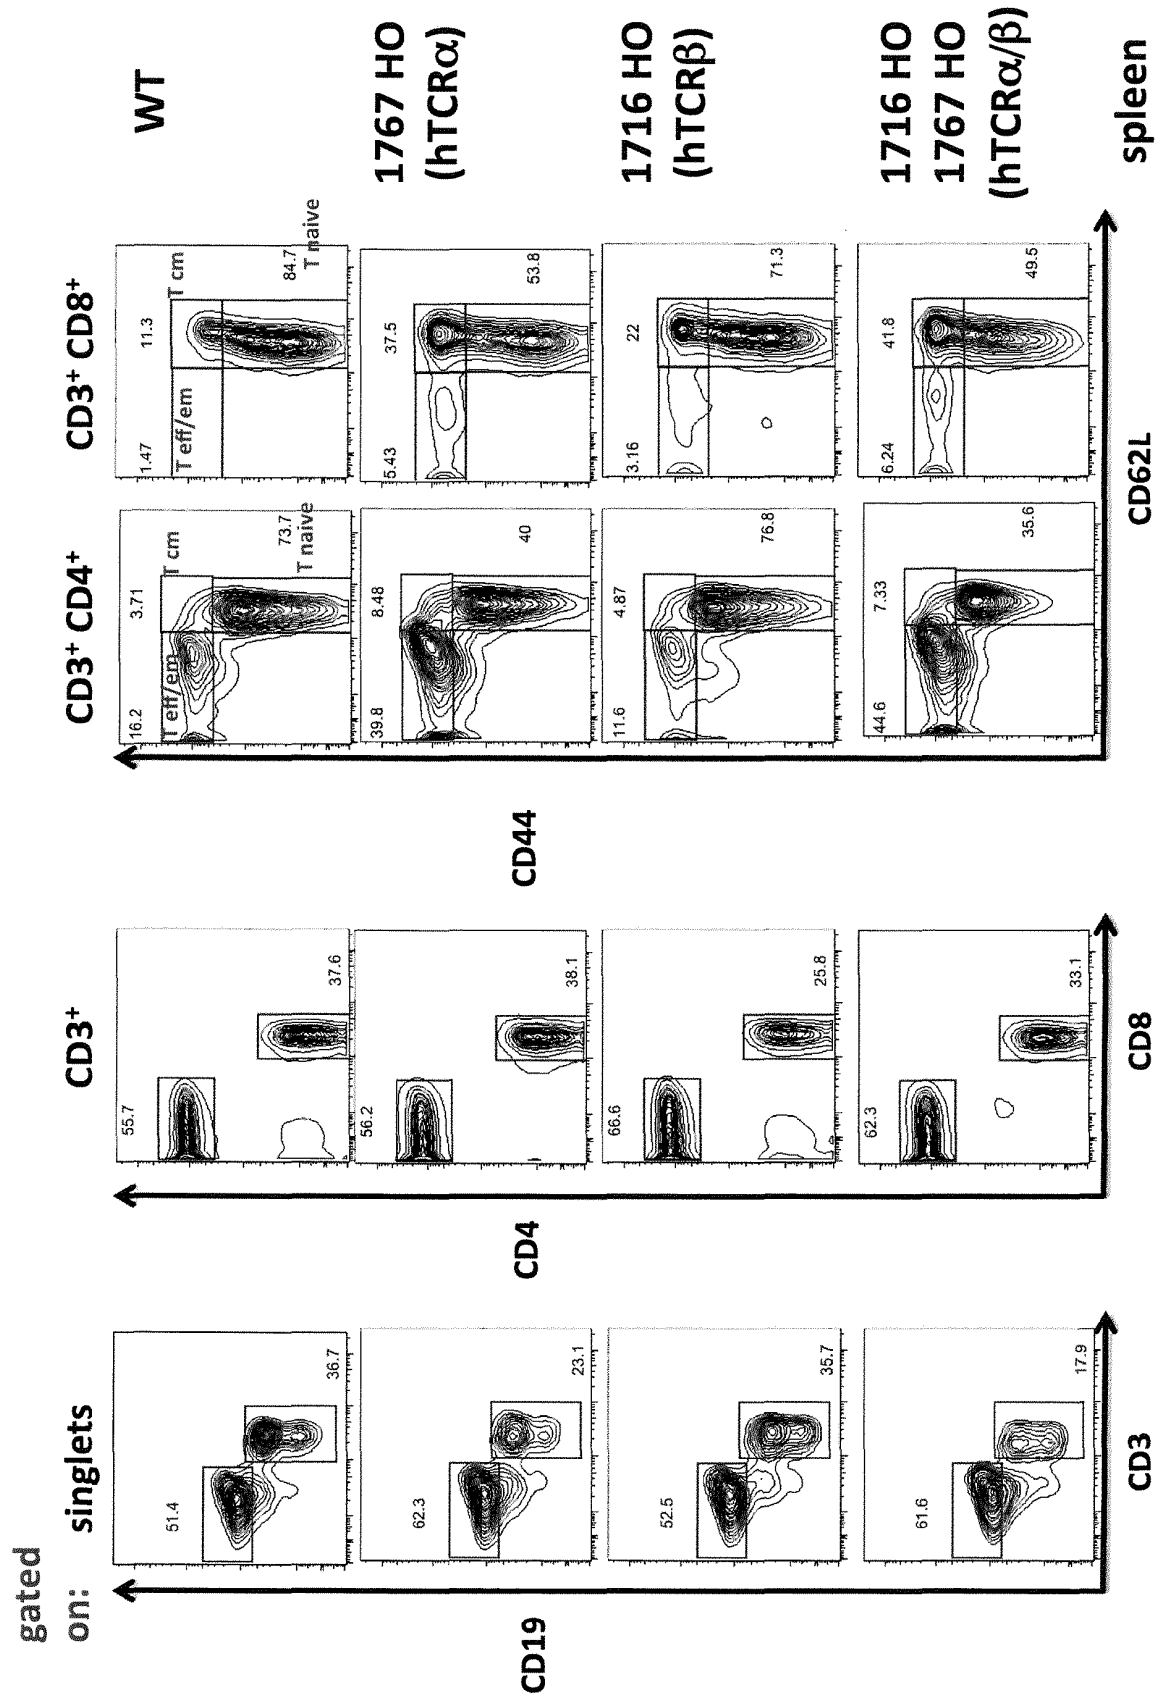 gated
on:
singlets
CD3⁺
CD3⁺ CD4⁺
CD3⁺ CD8⁺
51.4
36.7
55.7
37.6
16.2
3.71
T eff/em
T cm
73.7
T naive
1.47
11.3
T eff/em
T cm
84.7
T naive
WT
62.3
23.1
56.2
38.1
39.8
8.48
40
5.43
37.5
53.8
1767 HO
(hTCRα)
52.5
35.7
66.6
25.8
11.6
4.87
76.8
3.16
22
71.3
1716 HO
(hTCRβ)
61.6
17.9
62.3
33.1
44.6
7.33
35.6
6.24
41.8
49.5
1716 HO
1767 HO
(hTCRα/β)
CD19
CD4
CD44
CD3
CD8
CD62L
spleen